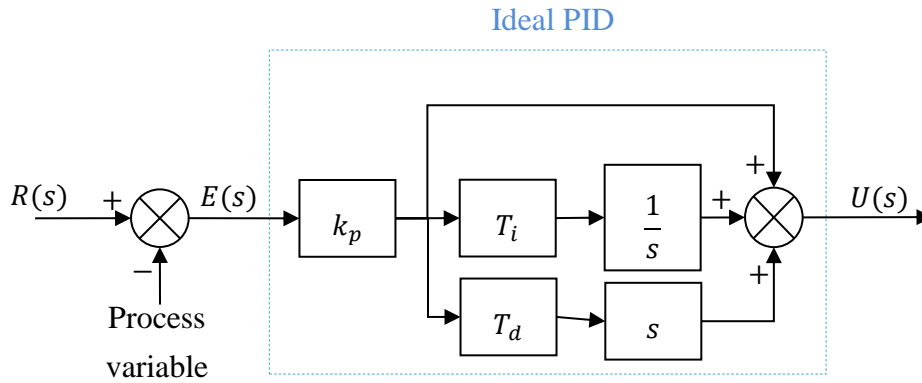 Ideal PID
R(s)
+
−
Process
variable
E(s)
k_p
T_i
1/s
T_d
s
+
+
+
U(s)